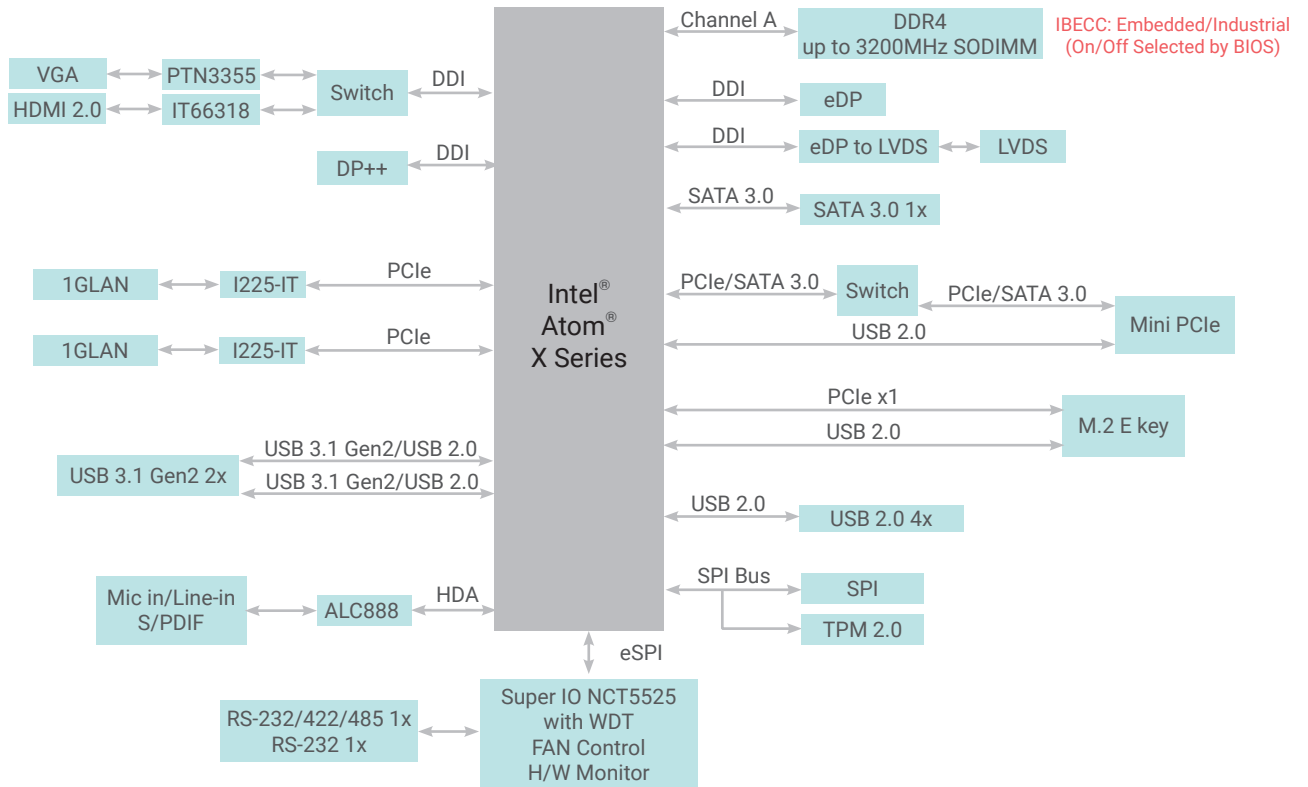 Channel A
DDR4
up to 3200MHz SODIMM
IBECC: Embedded/Industrial
(On/Off Selected by BIOS)
VGA
PTN3355
HDMI 2.0
IT66318
Switch
DDI
DDI
eDP
DP++
DDI
DDI
eDP to LVDS
LVDS
SATA 3.0
SATA 3.0 1x
1GLAN
I225-IT
PCIe
1GLAN
I225-IT
PCIe
Intel®
Atom®
X Series
PCIe/SATA 3.0
Switch
PCIe/SATA 3.0
USB 2.0
Mini PCIe
PCIe x1
USB 2.0
M.2 E key
USB 3.1 Gen2 2x
USB 3.1 Gen2/USB 2.0
USB 3.1 Gen2/USB 2.0
USB 2.0
USB 2.0 4x
Mic in/Line-in
S/PDIF
ALC888
HDA
SPI Bus
SPI
TPM 2.0
eSPI
RS-232/422/485 1x
RS-232 1x
Super IO NCT5525
with WDT
FAN Control
H/W Monitor